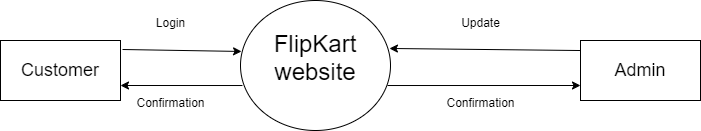 Login
Update
FlipKart
website
Customer
Admin
Confirmation
Confirmation